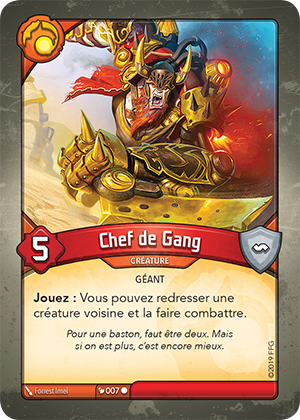 Chef de Gang
5
CRÉATURE
GÉANT
Jouez : Vous pouvez redresser une
créature voisine et la faire combattre.
Pour une baston, faut être deux. Mais
si on est plus, c'est encore mieux.
Forrest Imel
007
©2019 FFG